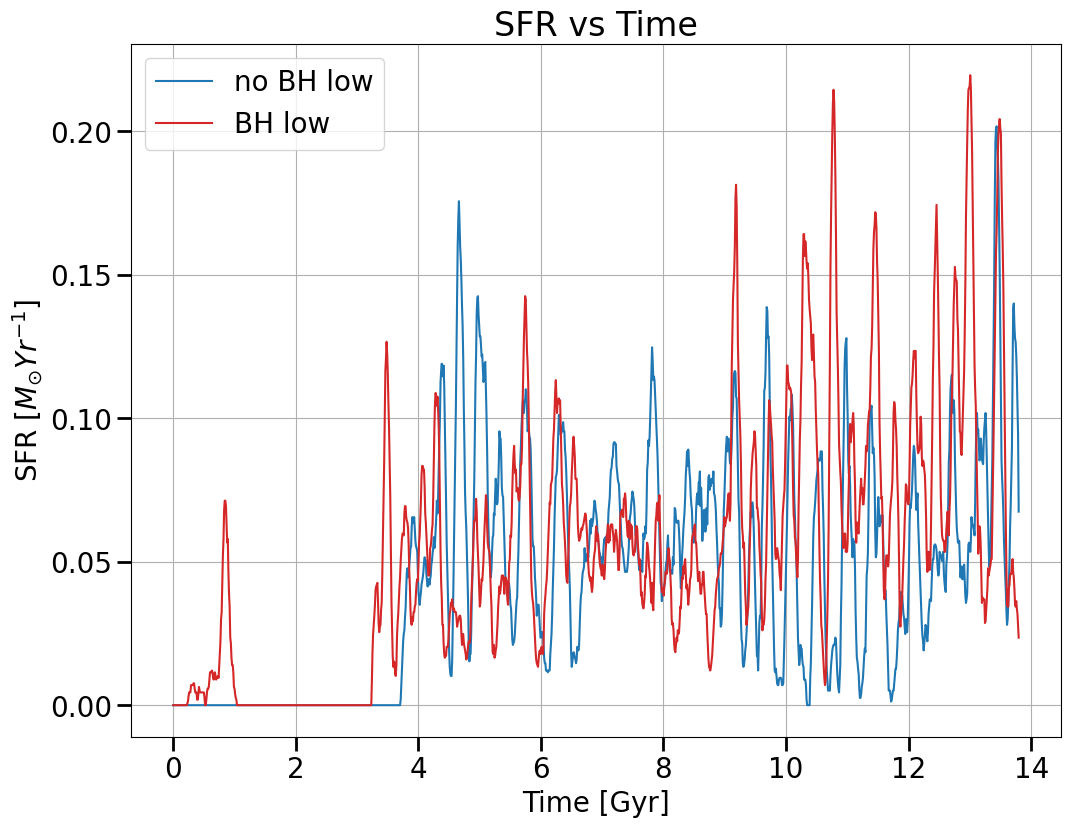 SFR vs Time
no BH low
BH low
0.20
0.15
0.10
0.05
0.00
SFR [$M_{\odot}Yr^{-1}$]
0 2 4 6 8 10 12 14
Time [Gyr]